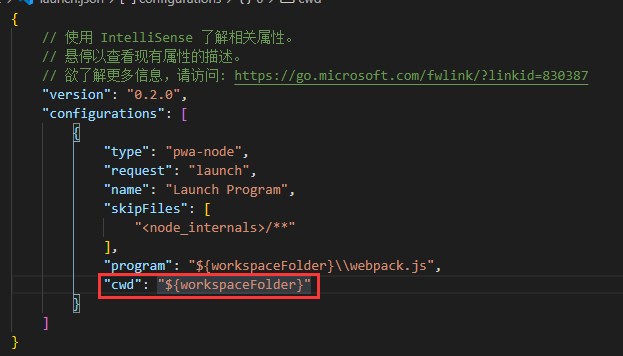 launch.json > [ ] configurations > { } 0 > cwd
{
// 使用 IntelliSense 了解相关属性。
// 悬停以查看现有属性的描述。
// 欲了解更多信息，请访问: https://go.microsoft.com/fwlink/?linkid=830387
"version": "0.2.0",
"configurations": [
{
"type": "pwa-node",
"request": "launch",
"name": "Launch Program",
"skipFiles": [
"<node_internals>/**"
],
"program": "${workspaceFolder}\\webpack.js",
"cwd": "${workspaceFolder}"
}
]
}